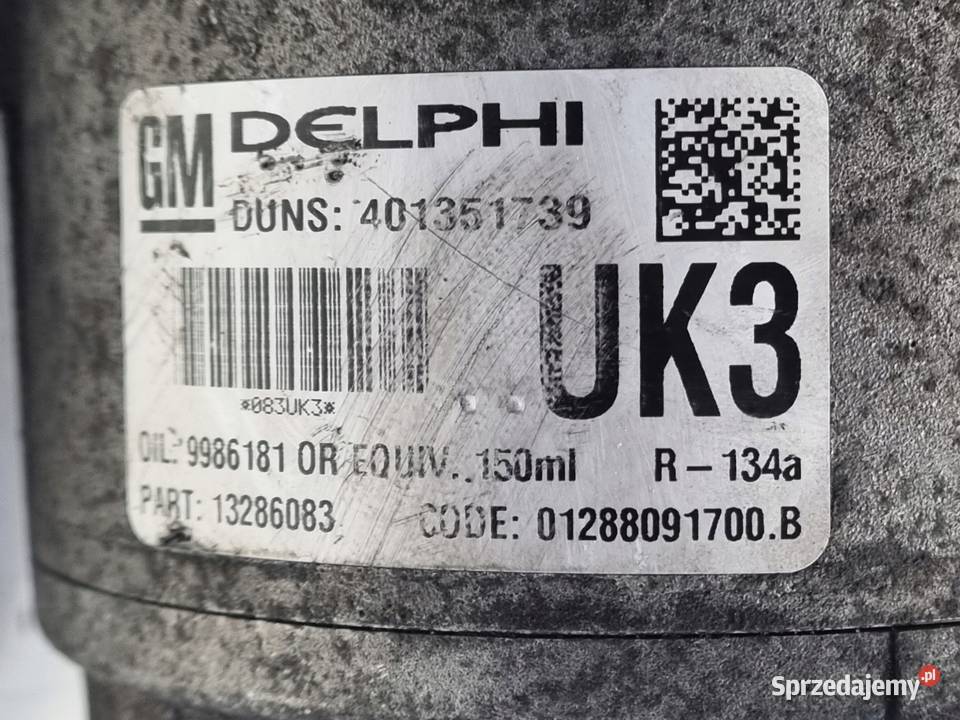 GM DELPHI
DUNS: 401351739
UK3
*083UK3*
OIL: 9986181 OR EQUIV. 150ml R-134a
PART: 13286083 CODE: 01288091700.B
Sprzedajemy.pl